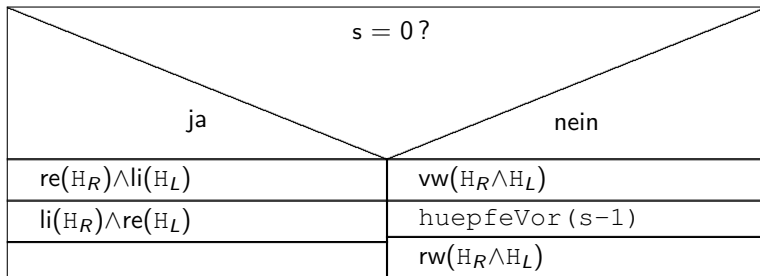 s = 0 ?
ja
nein
re(H_R)∧li(H_L)
vw(H_R∧H_L)
li(H_R)∧re(H_L)
huepfeVor(s-1)
rw(H_R∧H_L)